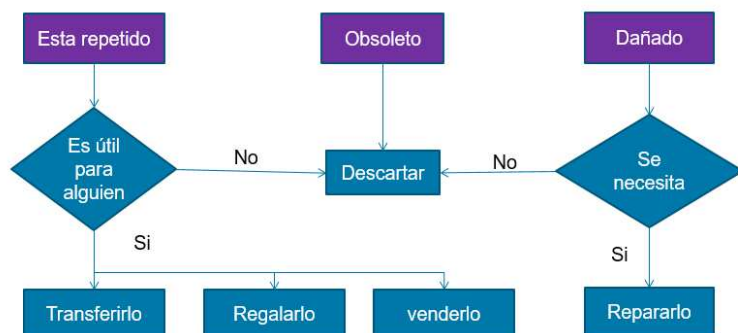 Esta repetido
Obsoleto
Dañado
Es útil
para
alguien
No
Descartar
No
Se
necesita
Si
Si
Transferirlo
Regalarlo
venderlo
Repararlo